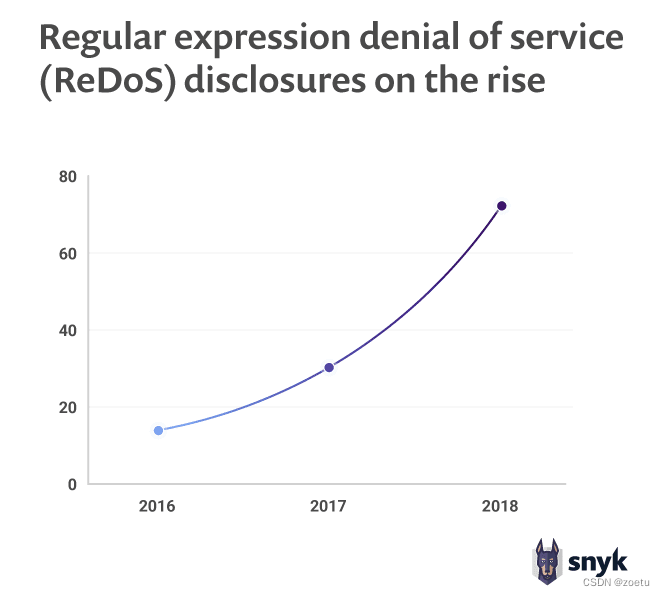 Regular expression denial of service
(ReDoS) disclosures on the rise
80
60
40
20
0
2016 2017 2018
snyk
CSDN @zoetu